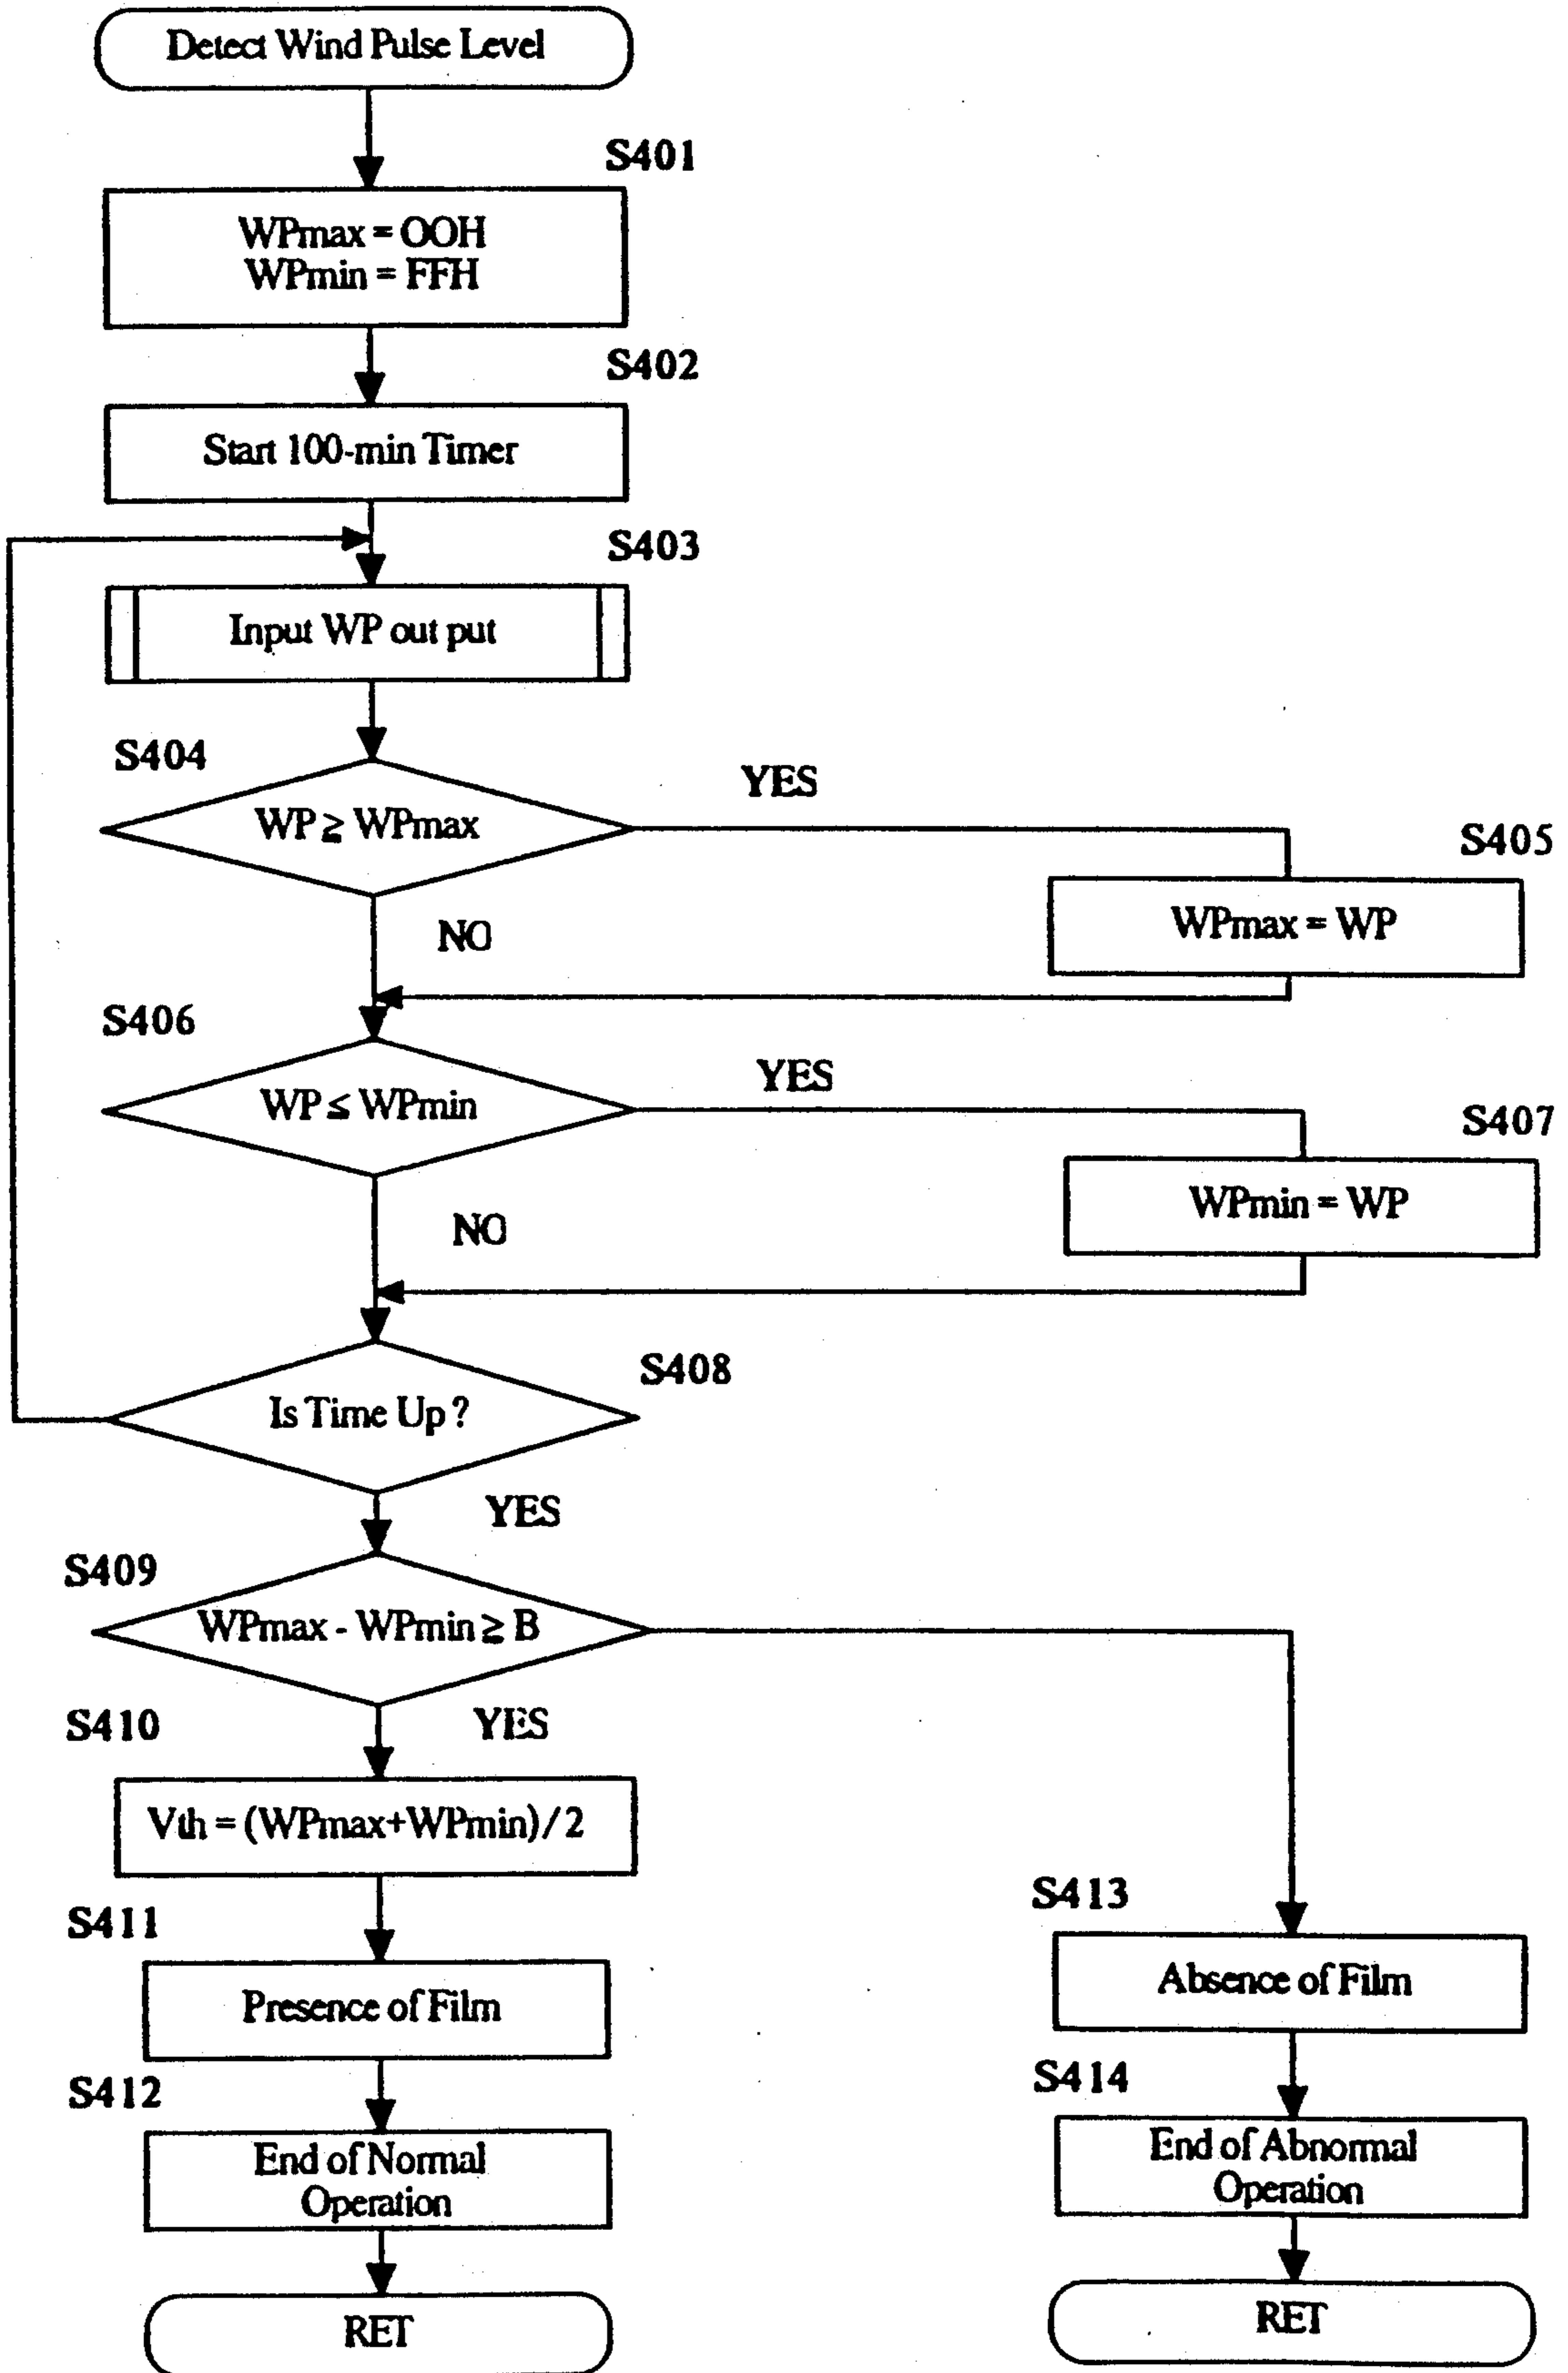 Detect Wind Pulse Level
S401
WPmax = OOH
WPmin = FFH
S402
Start 100-min Timer
S403
Input WP out put
S404
WP ≧ WPmax
YES
S405
WPmax = WP
NO
S406
WP ≤ WPmin
YES
S407
WPmin = WP
NO
S408
Is Time Up ?
YES
S409
WPmax - WPmin ≧ B
S410
YES
Vth = (WPmax+WPmin)/2
S411
Presence of Film
S412
End of Normal
Operation
RET
S413
Absence of Film
S414
End of Abnormal
Operation
RET